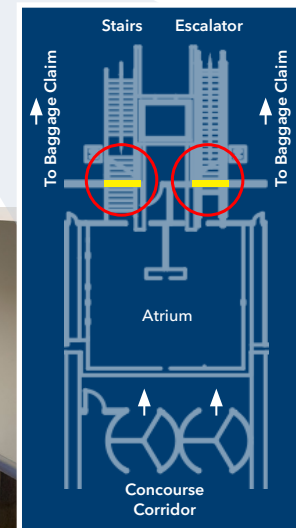 Stairs
Escalator
To Baggage Claim
To Baggage Claim
Atrium
Concourse
Corridor